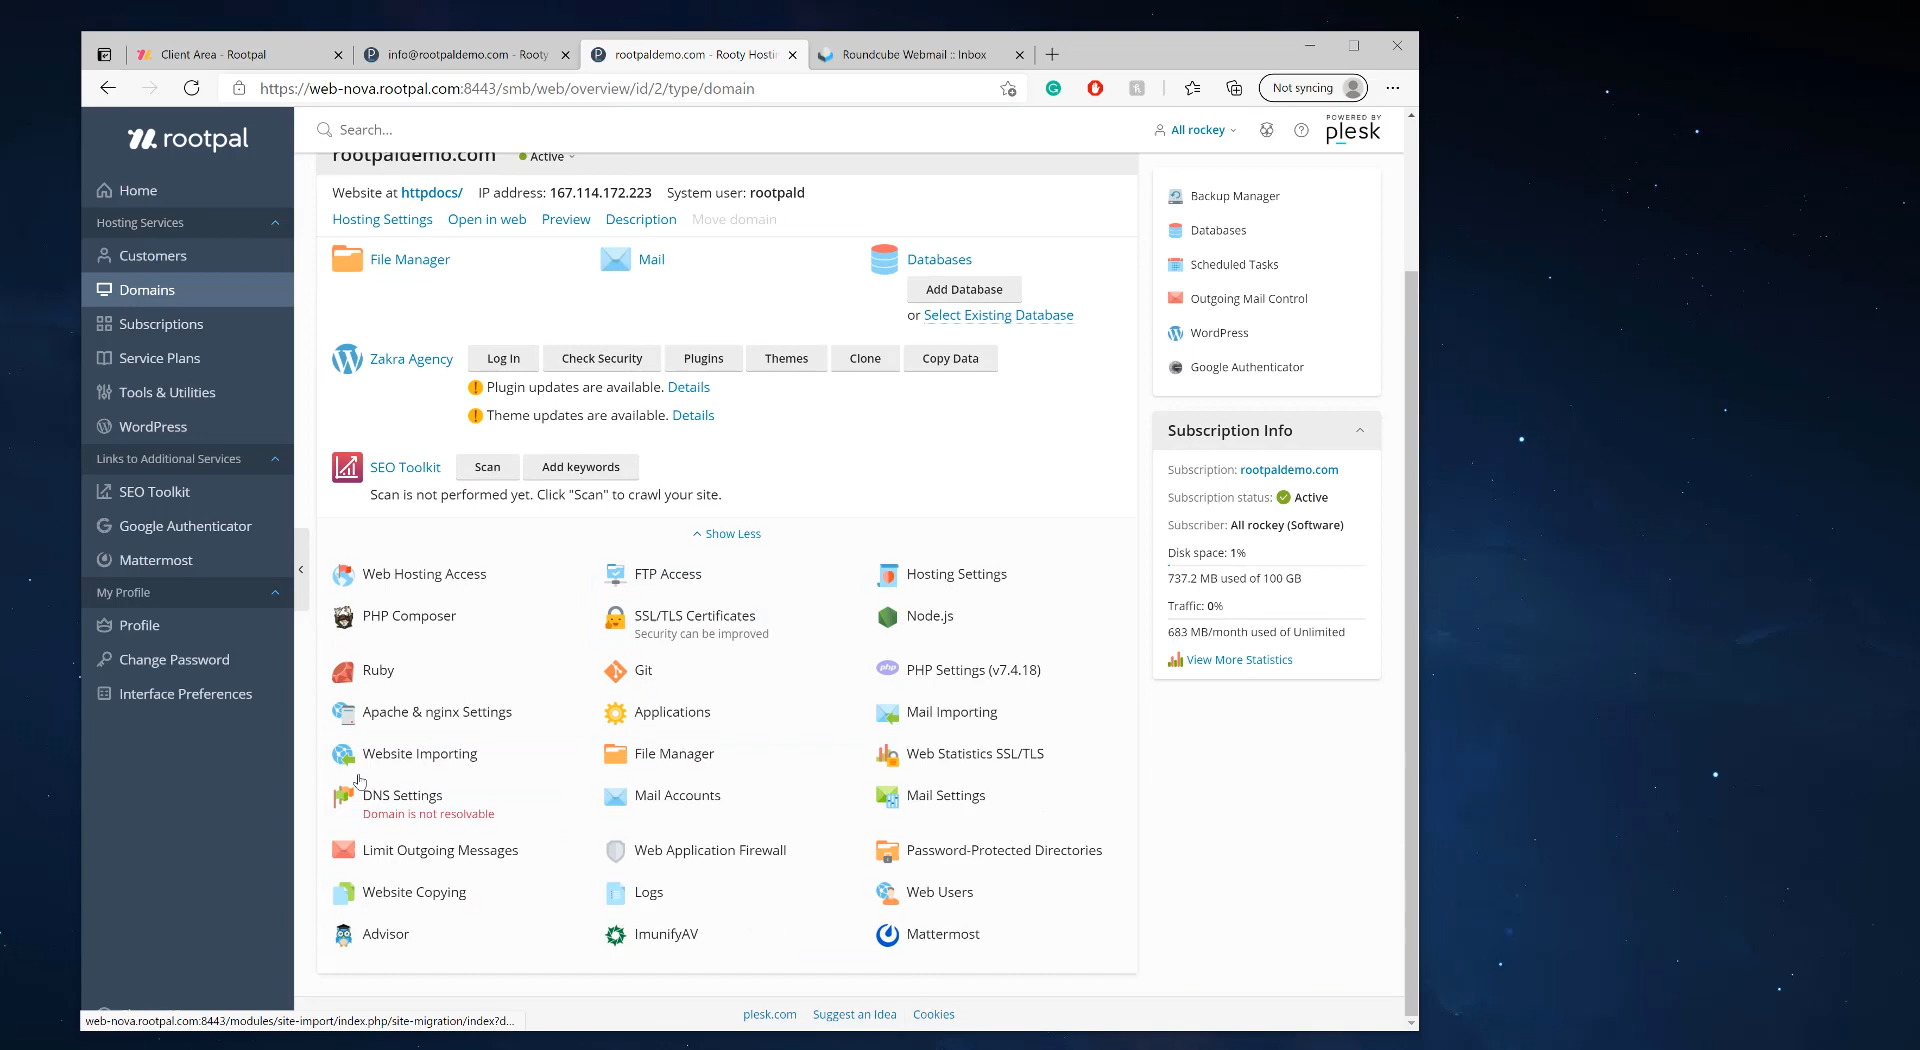 Client Area - Rootpal
info@rootpaldemo.com - Rooty
rootpaldemo.com - Rooty Hostin
Roundcube Webmail :: Inbox
https://web-nova.rootpal.com:8443/smb/web/overview/id/2/type/domain
Not syncing
rootpal
Search...
All rockey
POWERED BY
plesk
Home
Hosting Services
Customers
Domains
Subscriptions
Service Plans
Tools & Utilities
WordPress
Links to Additional Services
SEO Toolkit
Google Authenticator
Mattermost
My Profile
Profile
Change Password
Interface Preferences
rootpaldemo.com Active
Website at httpdocs/ IP address: 167.114.172.223 System user: rootpald
Hosting Settings Open in web Preview Description Move domain
File Manager
Mail
Databases
Add Database
or Select Existing Database
Zakra Agency
Log In
Check Security
Plugins
Themes
Clone
Copy Data
Plugin updates are available. Details
Theme updates are available. Details
SEO Toolkit
Scan
Add keywords
Scan is not performed yet. Click "Scan" to crawl your site.
Show Less
Web Hosting Access
FTP Access
Hosting Settings
PHP Composer
SSL/TLS Certificates
Security can be improved
Node.js
Ruby
Git
php
PHP Settings (v7.4.18)
Apache & nginx Settings
Applications
Mail Importing
Website Importing
File Manager
Web Statistics SSL/TLS
DNS Settings
Domain is not resolvable
Mail Accounts
Mail Settings
Limit Outgoing Messages
Web Application Firewall
Password-Protected Directories
Website Copying
Logs
Web Users
Advisor
ImunifyAV
Mattermost
Backup Manager
Databases
Scheduled Tasks
Outgoing Mail Control
WordPress
Google Authenticator
Subscription Info
Subscription: rootpaldemo.com
Subscription status: Active
Subscriber: All rockey (Software)
Disk space: 1%
737.2 MB used of 100 GB
Traffic: 0%
683 MB/month used of Unlimited
View More Statistics
plesk.com
Suggest an Idea
Cookies
web-nova.rootpal.com:8443/modules/site-import/index.php/site-migration/index?d...